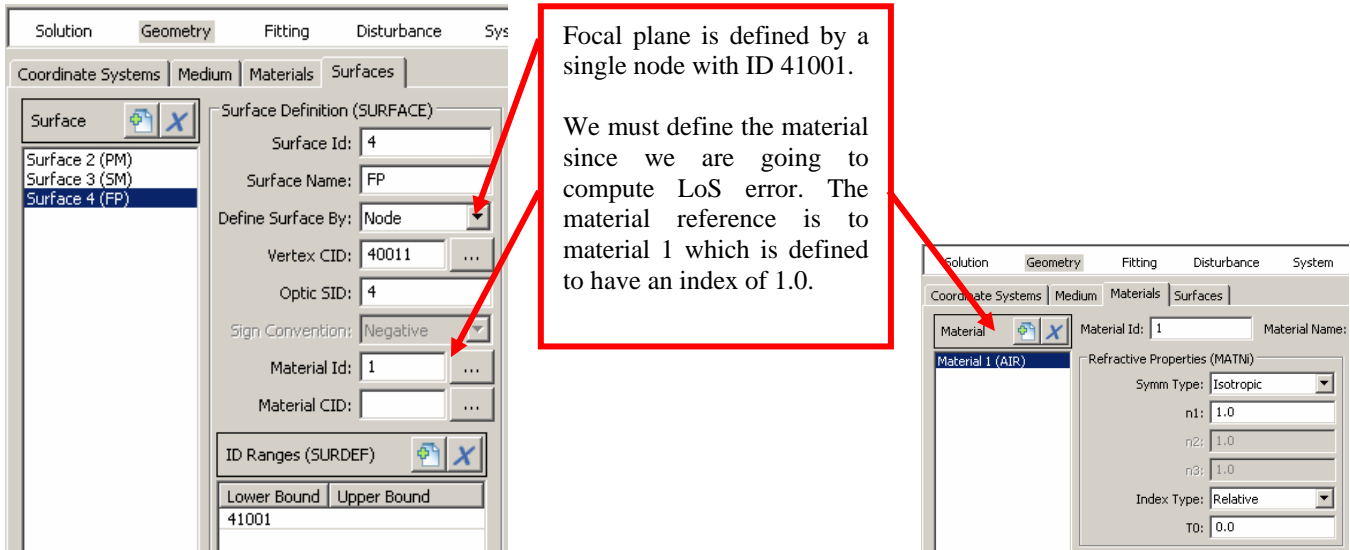 Solution Geometry Fitting Disturbance Sys
Coordinate Systems Medium Materials Surfaces
Surface
Surface 2 (PM)
Surface 3 (SM)
Surface 4 (FP)
Surface Definition (SURFACE)
Surface Id: 4
Surface Name: FP
Define Surface By: Node
Vertex CID: 40011 ...
Optic SID: 4
Sign Convention: Negative
Material Id: 1 ...
Material CID: ...
ID Ranges (SURDEF)
Lower Bound Upper Bound
41001
Focal plane is defined by a
single node with ID 41001.
We must define the material
since we are going to
compute LoS error. The
material reference is to
material 1 which is defined
to have an index of 1.0.
Solution Geometry Fitting Disturbance System
Coordinate Systems Medium Materials Surfaces
Material
Material 1 (AIR)
Material Id: 1 Material Name:
Refractive Properties (MATNi)
Symm Type: Isotropic
n1: 1.0
n2: 1.0
n3: 1.0
Index Type: Relative
T0: 0.0